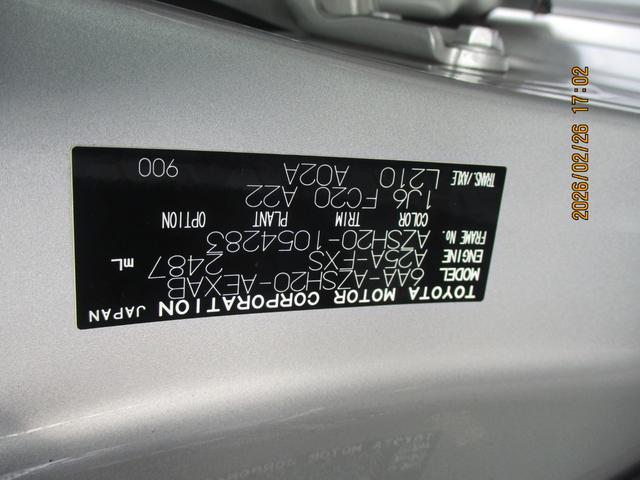 TOYOTA MOTOR CORPORATION JAPAN
MODEL 6AA-AZSH20-AEXAB
ENGINE A25A-FXS 2487 mL
FRAME No. AZSH20-1054283
COLOR TRIM PLANT OPTION
1J6 FC20 A22 900
TRANS./AXLE L210 A02A
2026/02/26 17:02